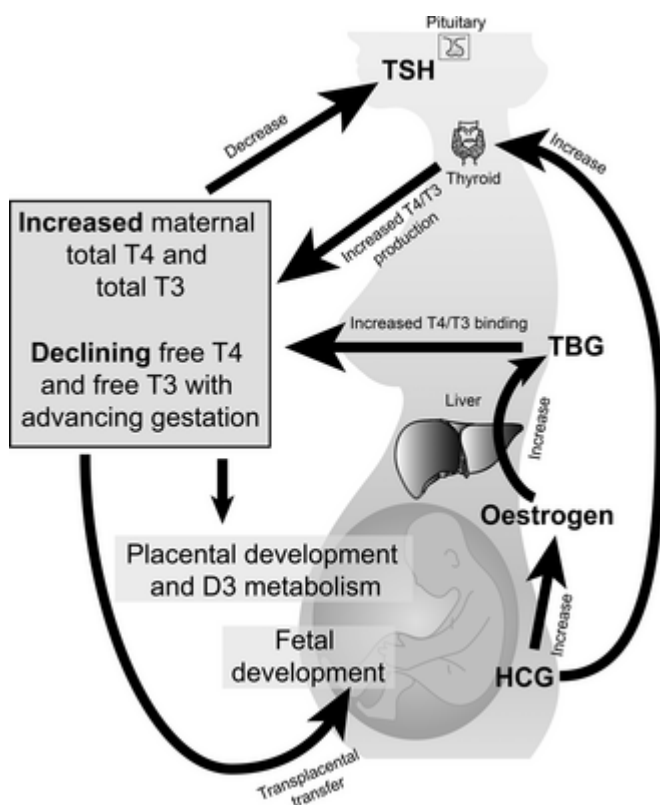 Pituitary
TSH
Decrease
Increase
Thyroid
Increased T4/T3
production
Increased maternal
total T4 and
total T3
Declining free T4
and free T3 with
advancing gestation
Increased T4/T3 binding
TBG
Liver
Increase
Oestrogen
Placental development
and D3 metabolism
Increase
Fetal
development
HCG
Transplacental
transfer